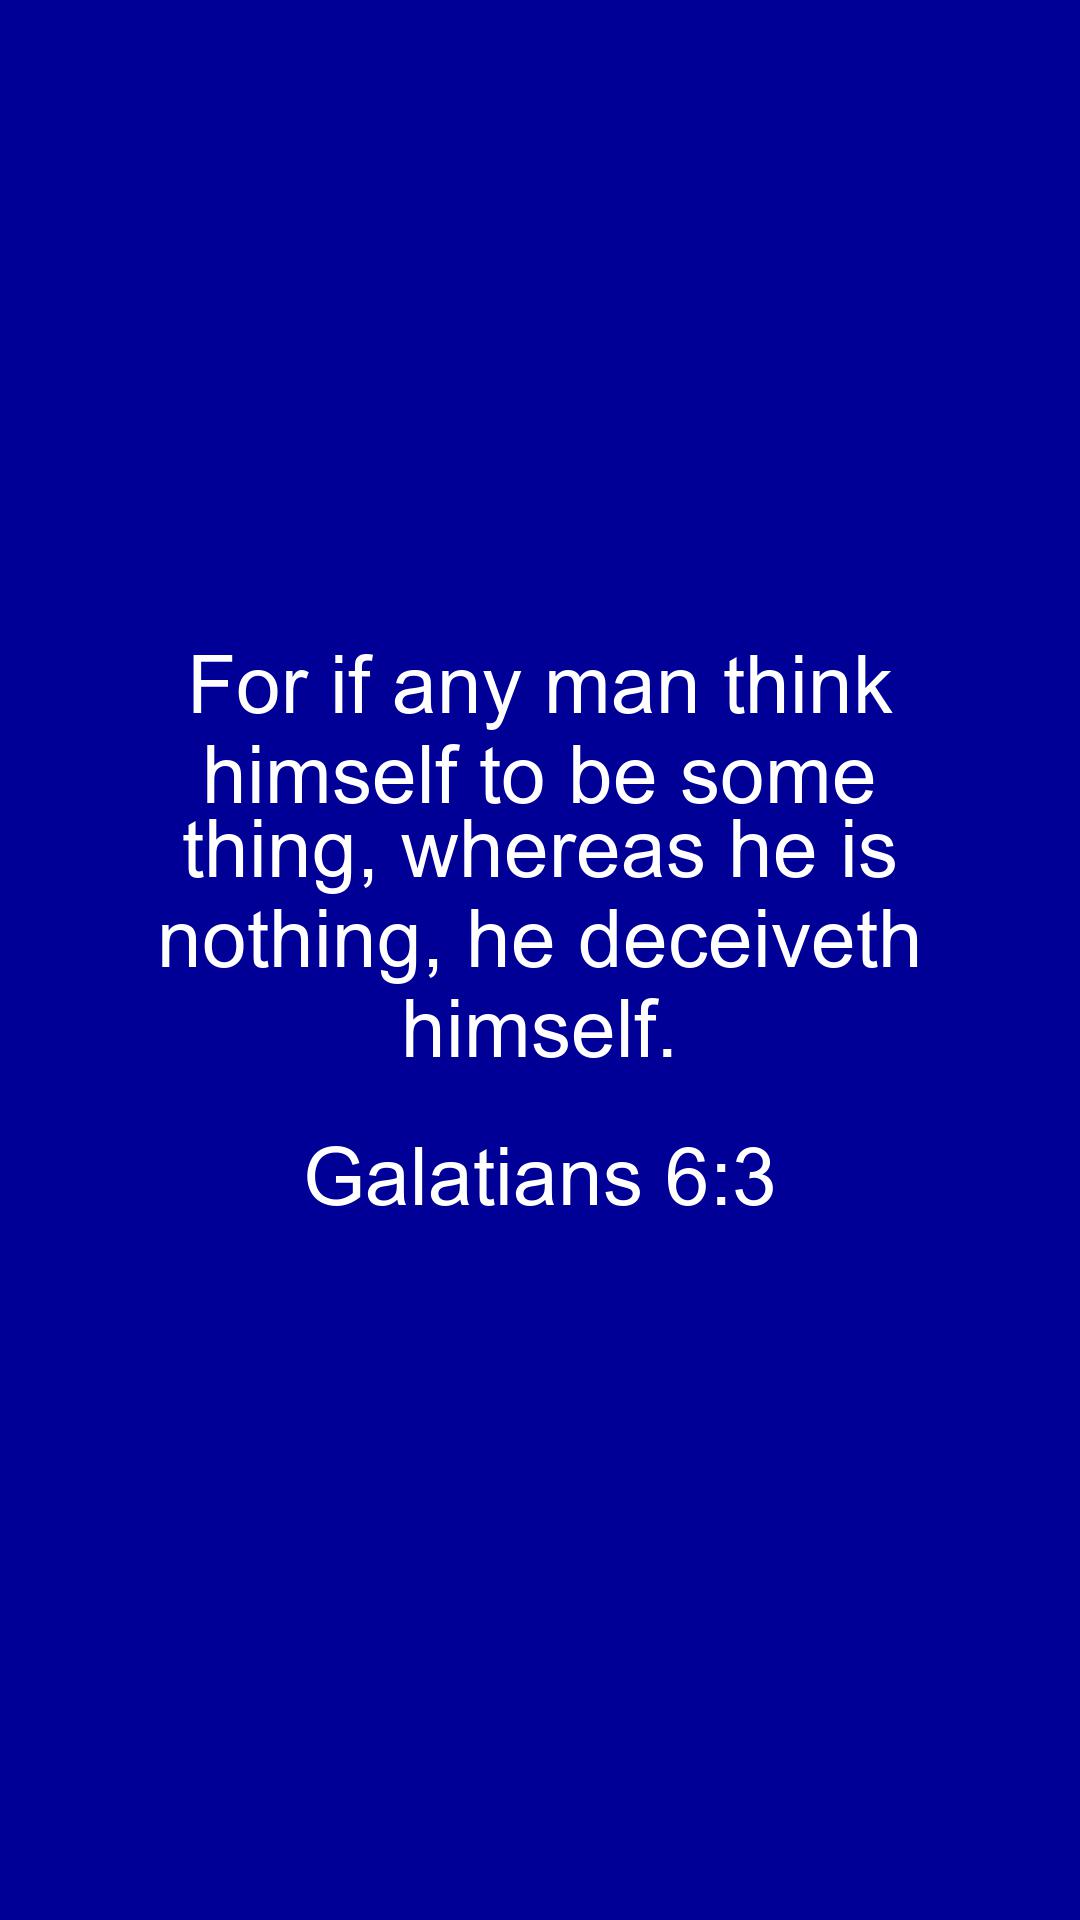 For if any man think
himself to be some
thing, whereas he is
nothing, he deceiveth
himself.
Galatians 6:3